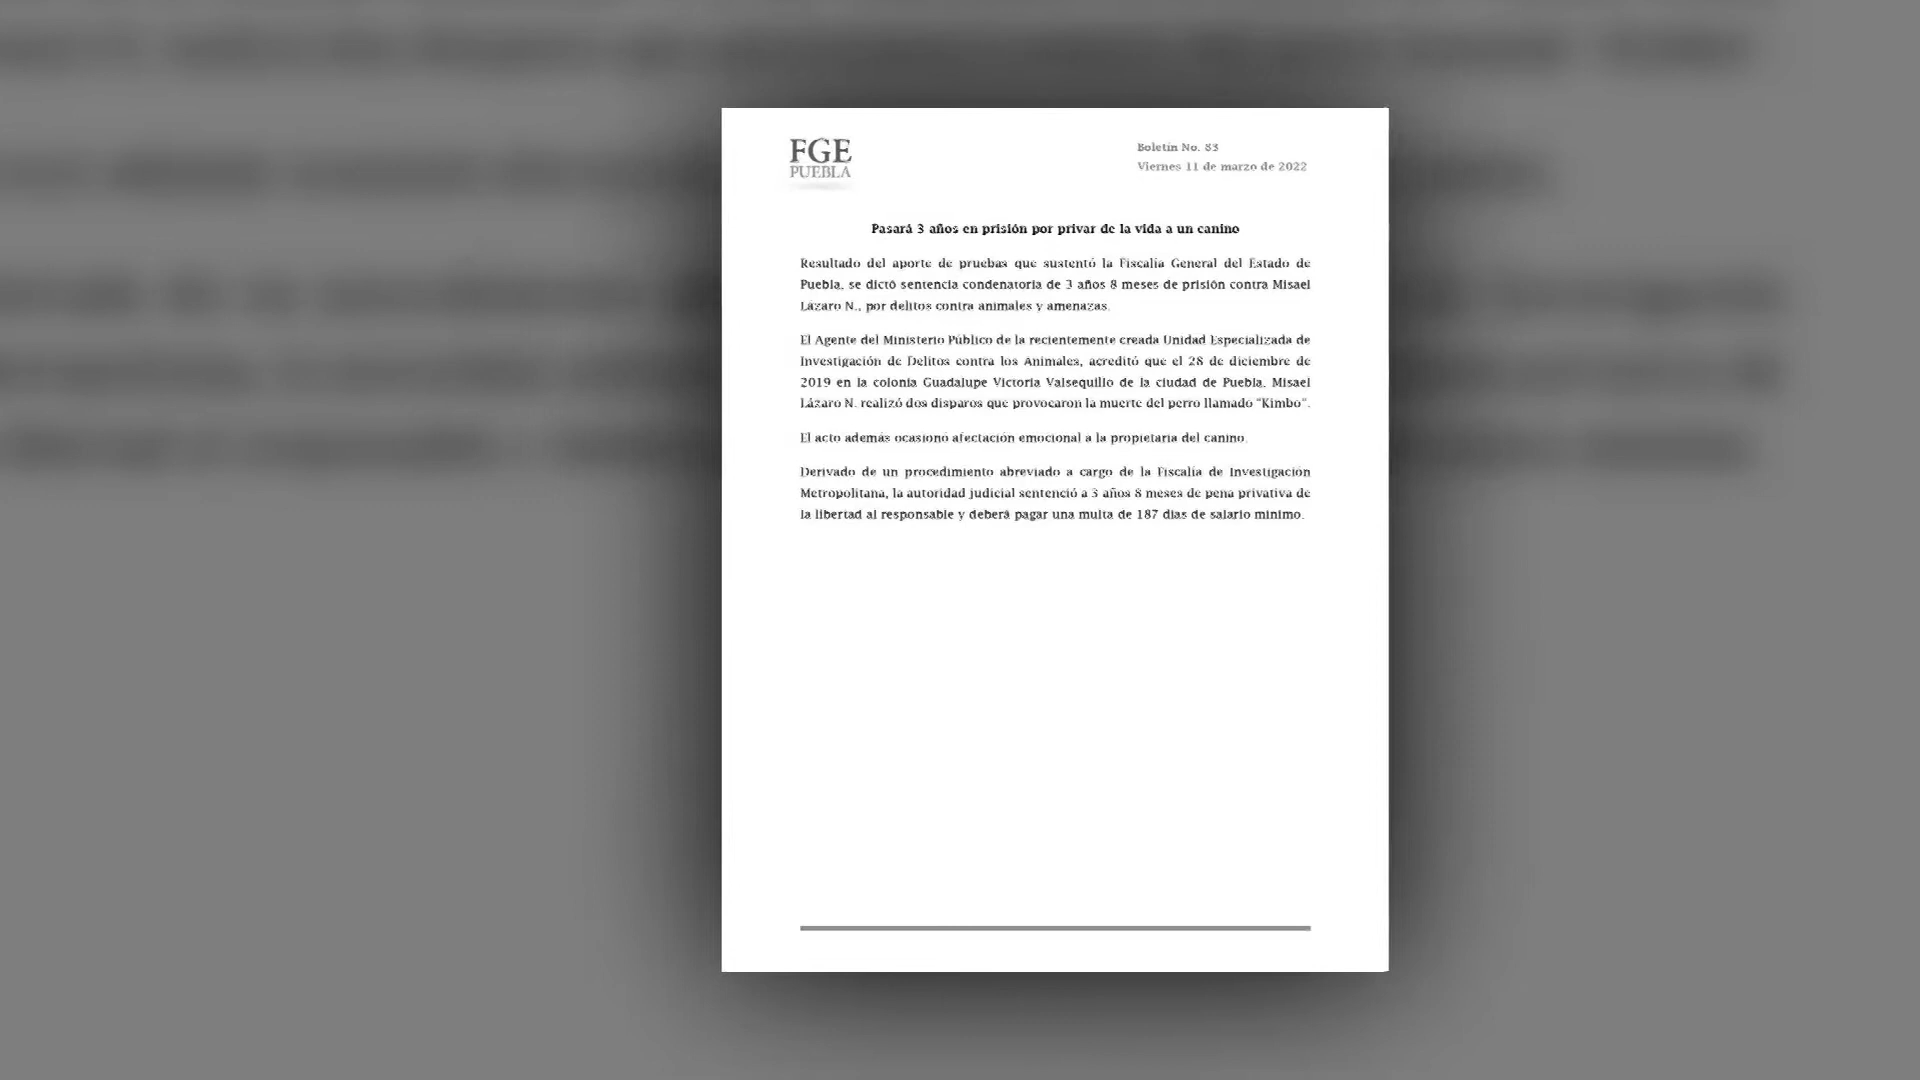 FGE
PUEBLA
Boletín No. 83
Viernes 11 de marzo de 2022
Pasará 3 años en prisión por privar de la vida a un canino
Resultado del aporte de pruebas que sustentó la Fiscalía General del Estado de
Puebla, se dictó sentencia condenatoria de 3 años 8 meses de prisión contra Misael
Lázaro N., por delitos contra animales y amenazas.
El Agente del Ministerio Público de la recientemente creada Unidad Especializada de
Investigación de Delitos contra los Animales, acreditó que el 28 de diciembre de
2019 en la colonia Guadalupe Victoria Valsequillo de la ciudad de Puebla, Misael
Lázaro N. realizó dos disparos que provocaron la muerte del perro llamado "Kimbo".
El acto además ocasionó afectación emocional a la propietaria del canino.
Derivado de un procedimiento abreviado a cargo de la Fiscalía de Investigación
Metropolitana, la autoridad judicial sentenció a 3 años 8 meses de pena privativa de
la libertad al responsable y deberá pagar una multa de 187 días de salario mínimo.